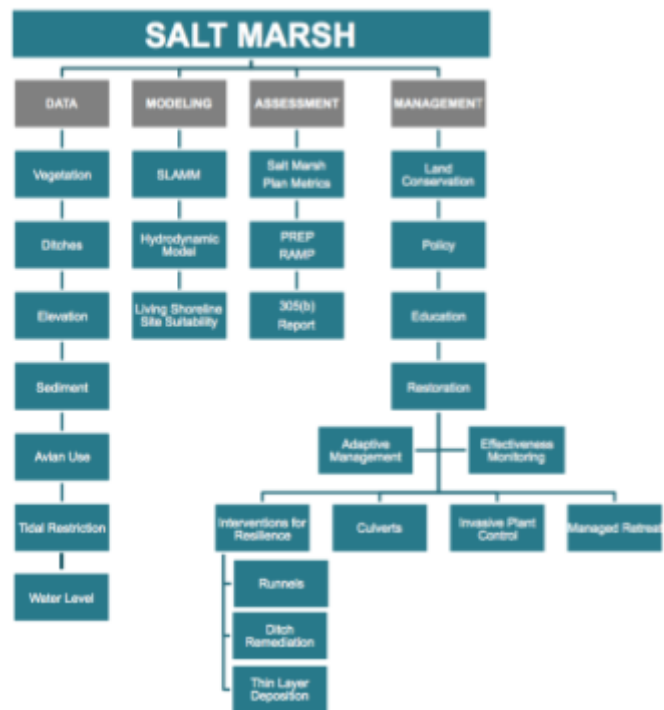 SALT MARSH
DATA
MODELING
ASSESSMENT
MANAGEMENT
Vegetation
SLAMM
Salt Marsh
Plan Metrics
Land
Conservation
Ditches
Hydrodynamic
Model
PREP
RAMP
Policy
Elevation
Living Shoreline
Site Suitability
305(b)
Report
Education
Sediment
Restoration
Avian Use
Adaptive
Management
Effectiveness
Monitoring
Tidal Restriction
Interventions for
Resilience
Culverts
Invasive Plant
Control
Managed Retreat
Water Level
Runnels
Ditch
Remediation
Thin Layer
Deposition